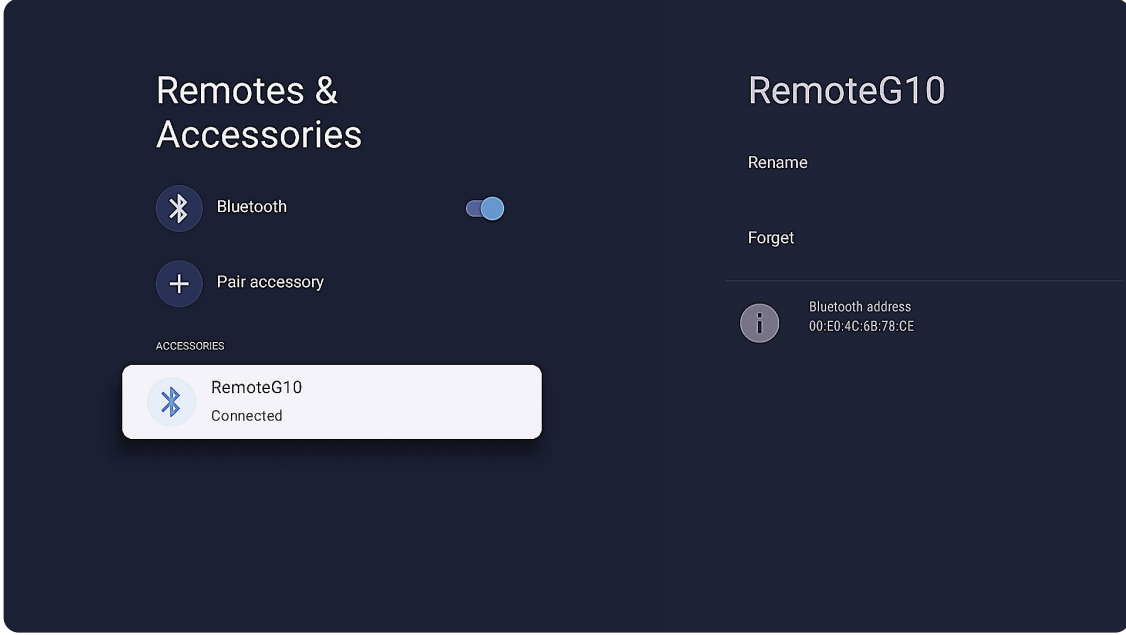 Remotes &
Accessories
Bluetooth
Pair accessory
ACCESSORIES
RemoteG10
Connected
RemoteG10
Rename
Forget
Bluetooth address
00:E0:4C:6B:78:CE